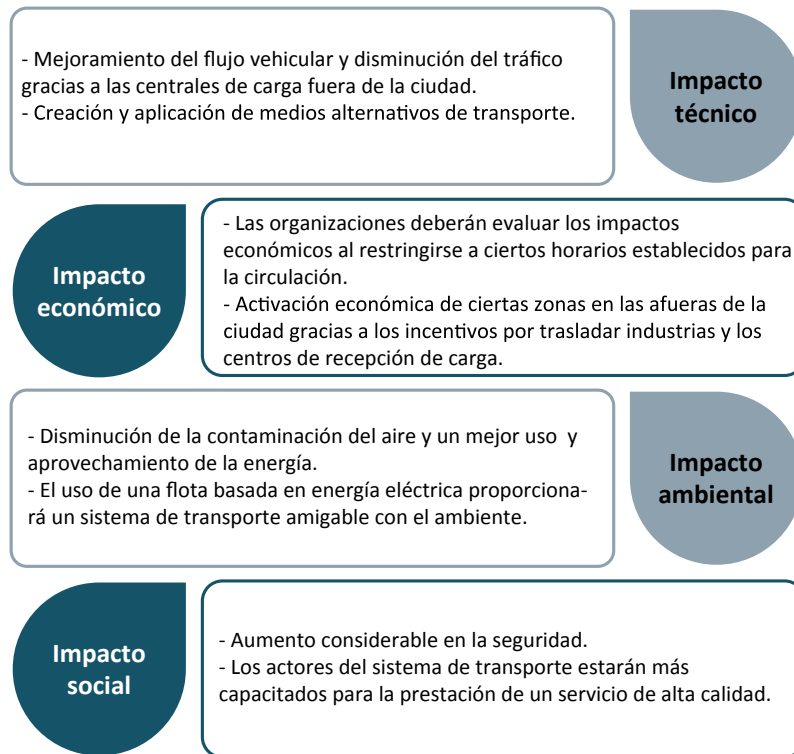 - Mejoramiento del flujo vehicular y disminución del tráfico
gracias a las centrales de carga fuera de la ciudad.
- Creación y aplicación de medios alternativos de transporte.
Impacto
técnico
Impacto
económico
- Las organizaciones deberán evaluar los impactos
económicos al restringirse a ciertos horarios establecidos para
la circulación.
- Activación económica de ciertas zonas en las afueras de la
ciudad gracias a los incentivos por trasladar industrias y los
centros de recepción de carga.
- Disminución de la contaminación del aire y un mejor uso  y
aprovechamiento de la energía.
- El uso de una flota basada en energía eléctrica proporciona-
rá un sistema de transporte amigable con el ambiente.
Impacto
ambiental
Impacto
social
- Aumento considerable en la seguridad.
- Los actores del sistema de transporte estarán más
capacitados para la prestación de un servicio de alta calidad.